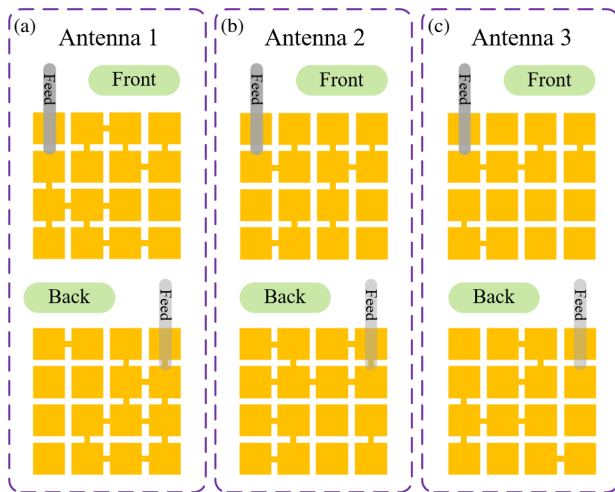 (a)
Antenna 1
Feed
Front
Back
Feed
(b)
Antenna 2
Feed
Front
Back
Feed
(c)
Antenna 3
Feed
Front
Back
Feed